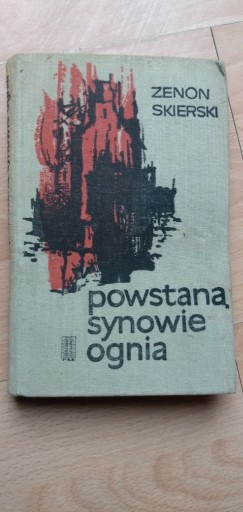 ZENON
SKIERSKI
powstaną
synowie
ognia